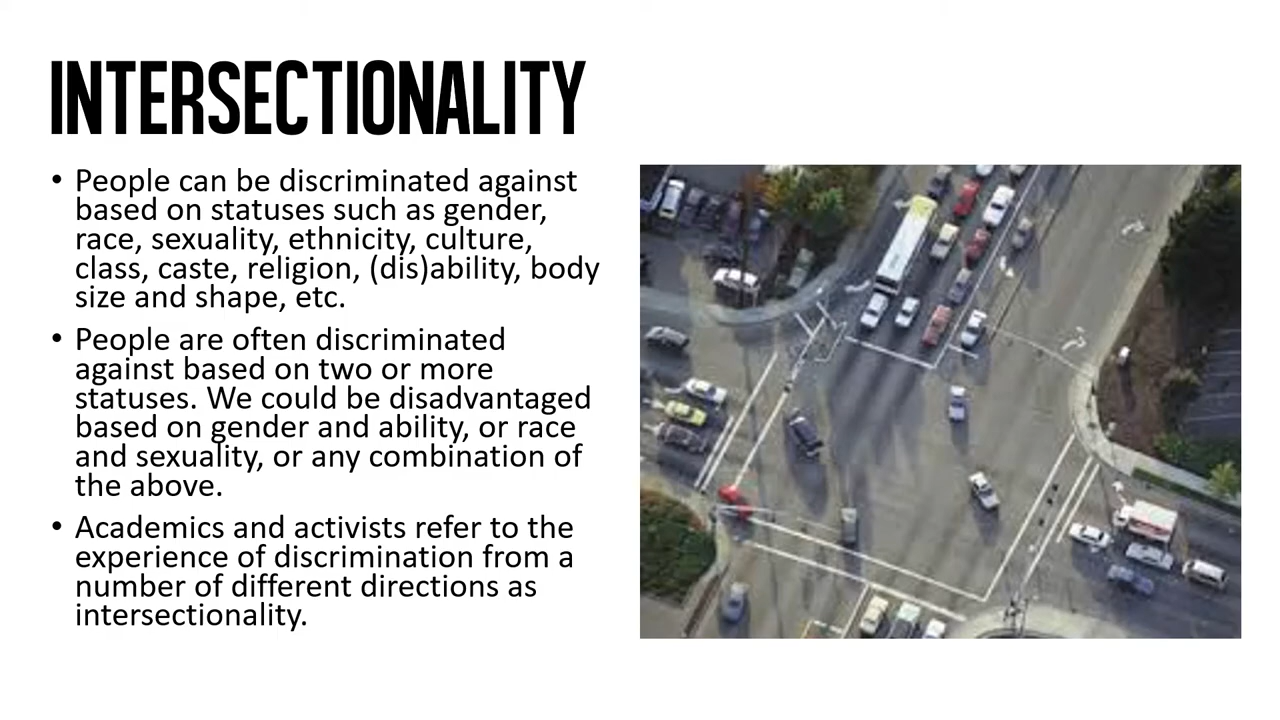 INTERSECTIONALITY
• People can be discriminated against
based on statuses such as gender,
race, sexuality, ethnicity, culture,
class, caste, religion, (dis)ability, body
size and shape, etc.
• People are often discriminated
against based on two or more
statuses. We could be disadvantaged
based on gender and ability, or race
and sexuality, or any combination of
the above.
• Academics and activists refer to the
experience of discrimination from a
number of different directions as
intersectionality.